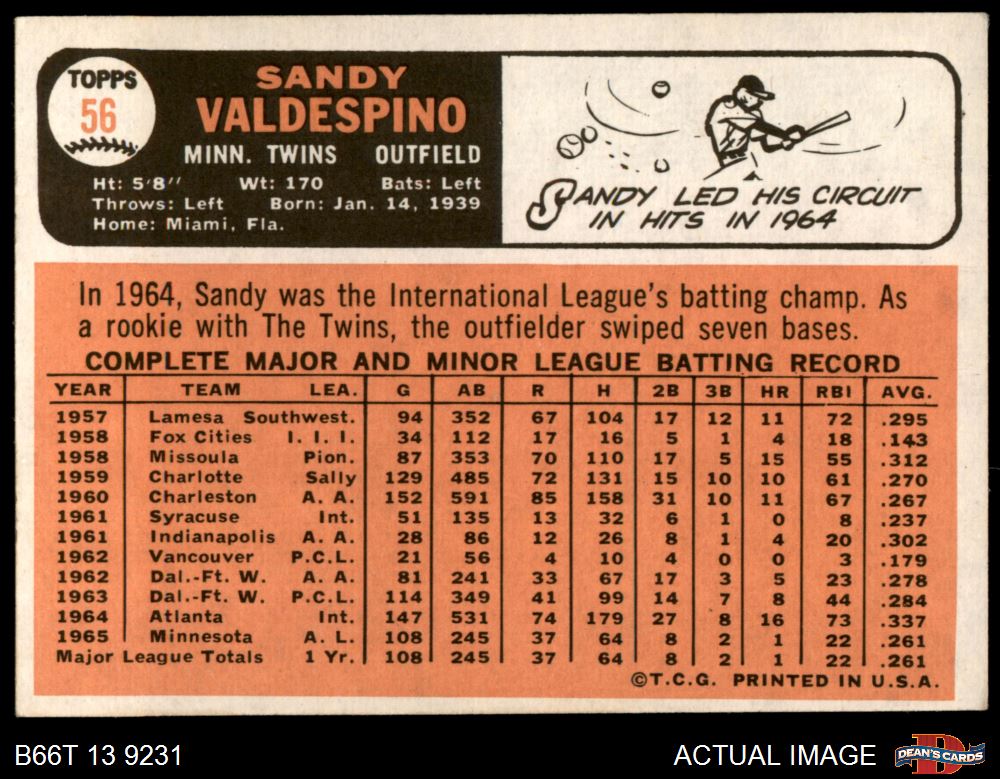 TOPPS
56
SANDY
VALDESPINO
MINN. TWINS OUTFIELD
Ht: 5'8" Wt: 170 Bats: Left
Throws: Left Born: Jan. 14, 1939
Home: Miami, Fla.
SANDY LED HIS CIRCUIT
IN HITS IN 1964
In 1964, Sandy was the International League's batting champ. As
a rookie with The Twins, the outfielder swiped seven bases.
COMPLETE MAJOR AND MINOR LEAGUE BATTING RECORD
YEAR TEAM LEA. G AB R H 2B 3B HR RBI AVG.
1957 Lamesa Southwest. 94 352 67 104 17 12 11 72 .295
1958 Fox Cities I. I. I. 34 112 17 16 5 1 4 18 .143
1958 Missoula Pion. 87 353 70 110 17 5 15 55 .312
1959 Charlotte Sally 129 485 72 131 15 10 10 61 .270
1960 Charleston A. A. 152 591 85 158 31 10 11 67 .267
1961 Syracuse Int. 51 135 13 32 6 1 0 8 .237
1961 Indianapolis A. A. 28 86 12 26 8 1 4 20 .302
1962 Vancouver P.C.L. 21 56 4 10 4 0 0 3 .179
1962 Dal.-Ft. W. A. A. 81 241 33 67 17 3 5 23 .278
1963 Dal.-Ft. W. P.C.L. 114 349 41 99 14 7 8 44 .284
1964 Atlanta Int. 147 531 74 179 27 8 16 73 .337
1965 Minnesota A. L. 108 245 37 64 8 2 1 22 .261
Major League Totals 1 Yr. 108 245 37 64 8 2 1 22 .261
©T.C.G. PRINTED IN U.S.A.
B66T 13 9231
ACTUAL IMAGE
DEAN'S CARDS